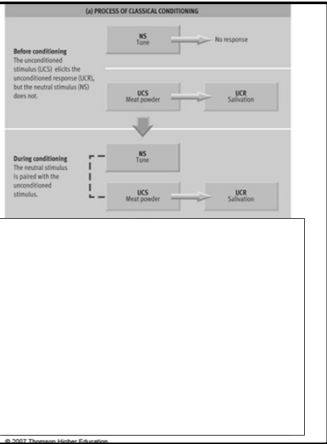 (a) PROCESS OF CLASSICAL CONDITIONING
NS
Tone
No response
Before conditioning
The unconditioned
stimulus (UCS) elicits the
unconditioned response (UCR),
but the neutral stimulus (NS)
does not.
UCS
Meat powder
UCR
Salivation
During conditioning
The neutral stimulus
is paired with the
unconditioned
stimulus.
NS
Tone
UCS
Meat powder
UCR
Salivation
© 2007 Thomson Higher Education